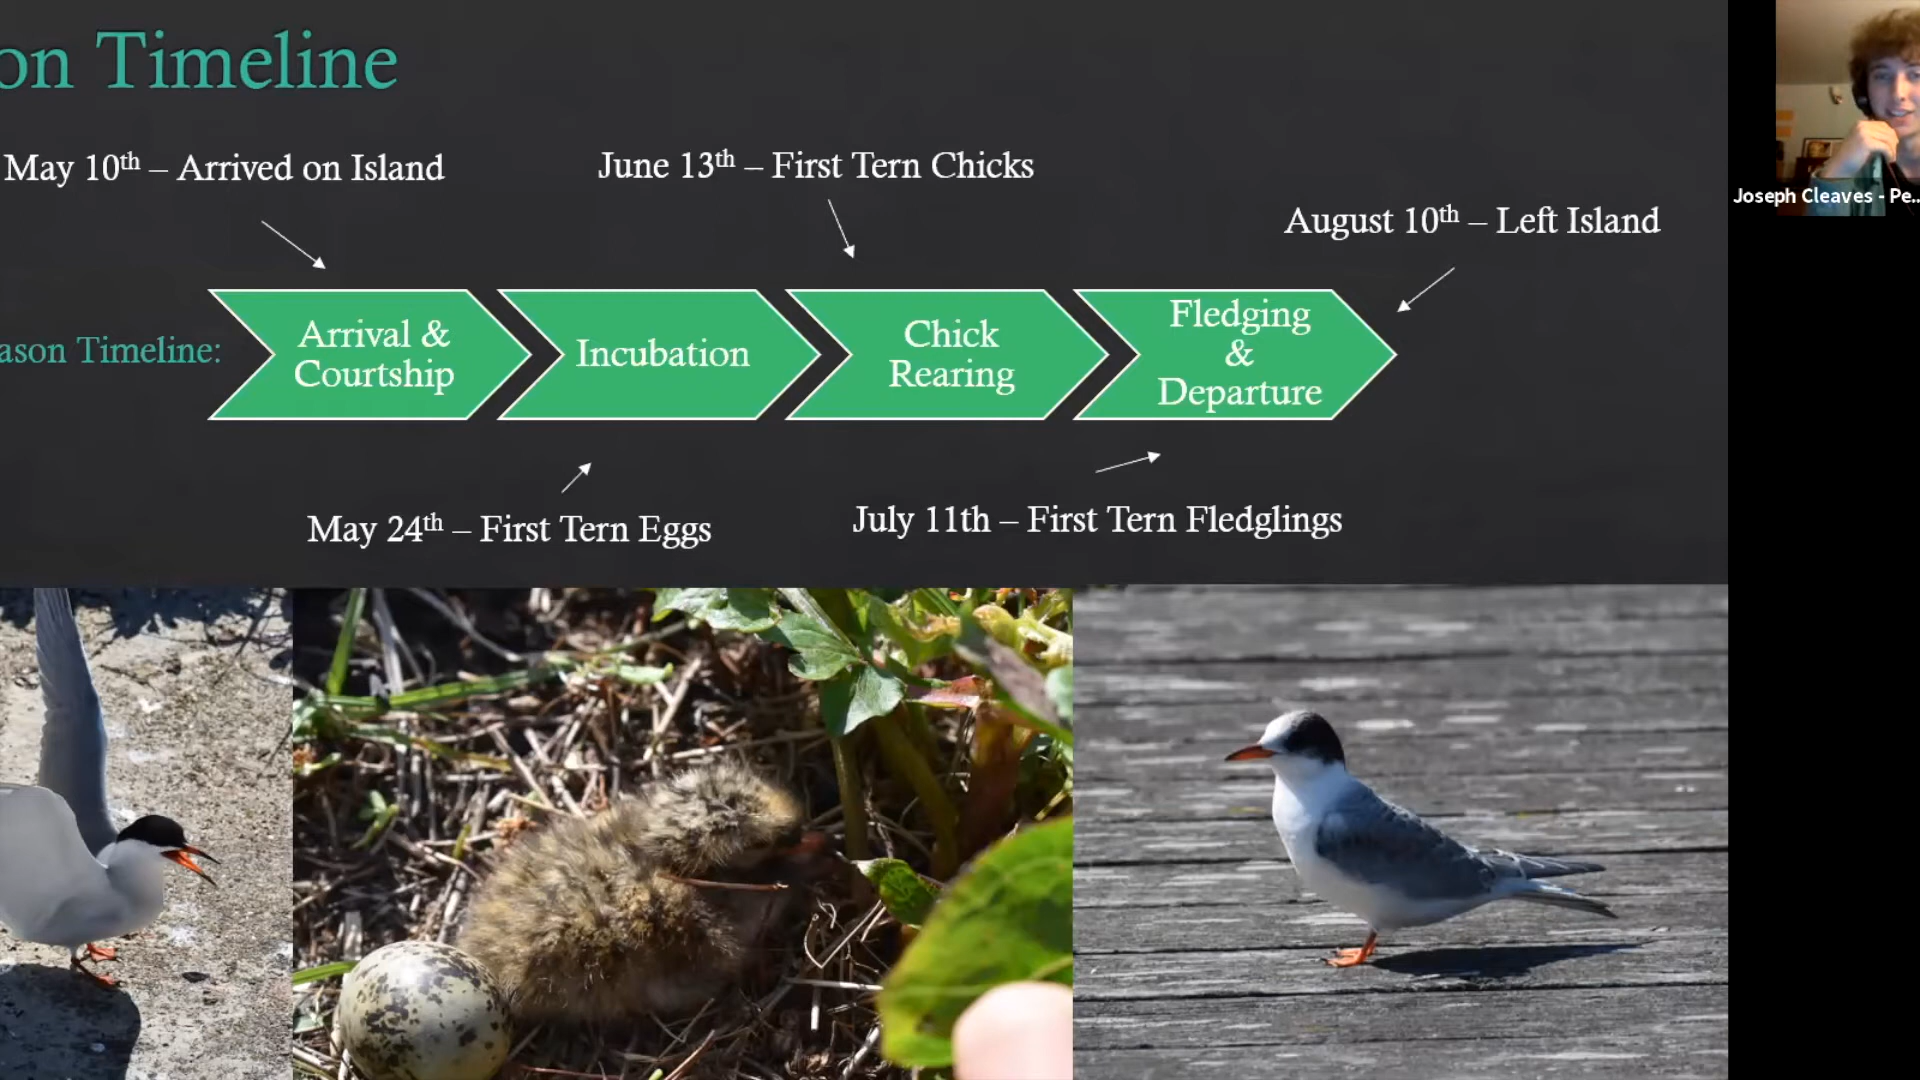 on Timeline
May 10th – Arrived on Island
June 13th – First Tern Chicks
August 10th – Left Island
Joseph Cleaves - Pe...
ason Timeline:
Arrival &
Courtship
Incubation
Chick
Rearing
Fledging
&
Departure
May 24th – First Tern Eggs
July 11th – First Tern Fledglings